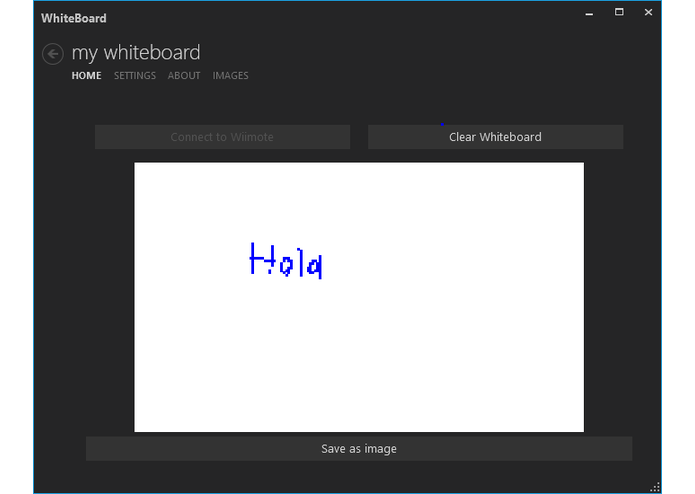 WhiteBoard
my whiteboard
HOME SETTINGS ABOUT IMAGES
Connect to Wiimote Clear Whiteboard
Hola
Save as image